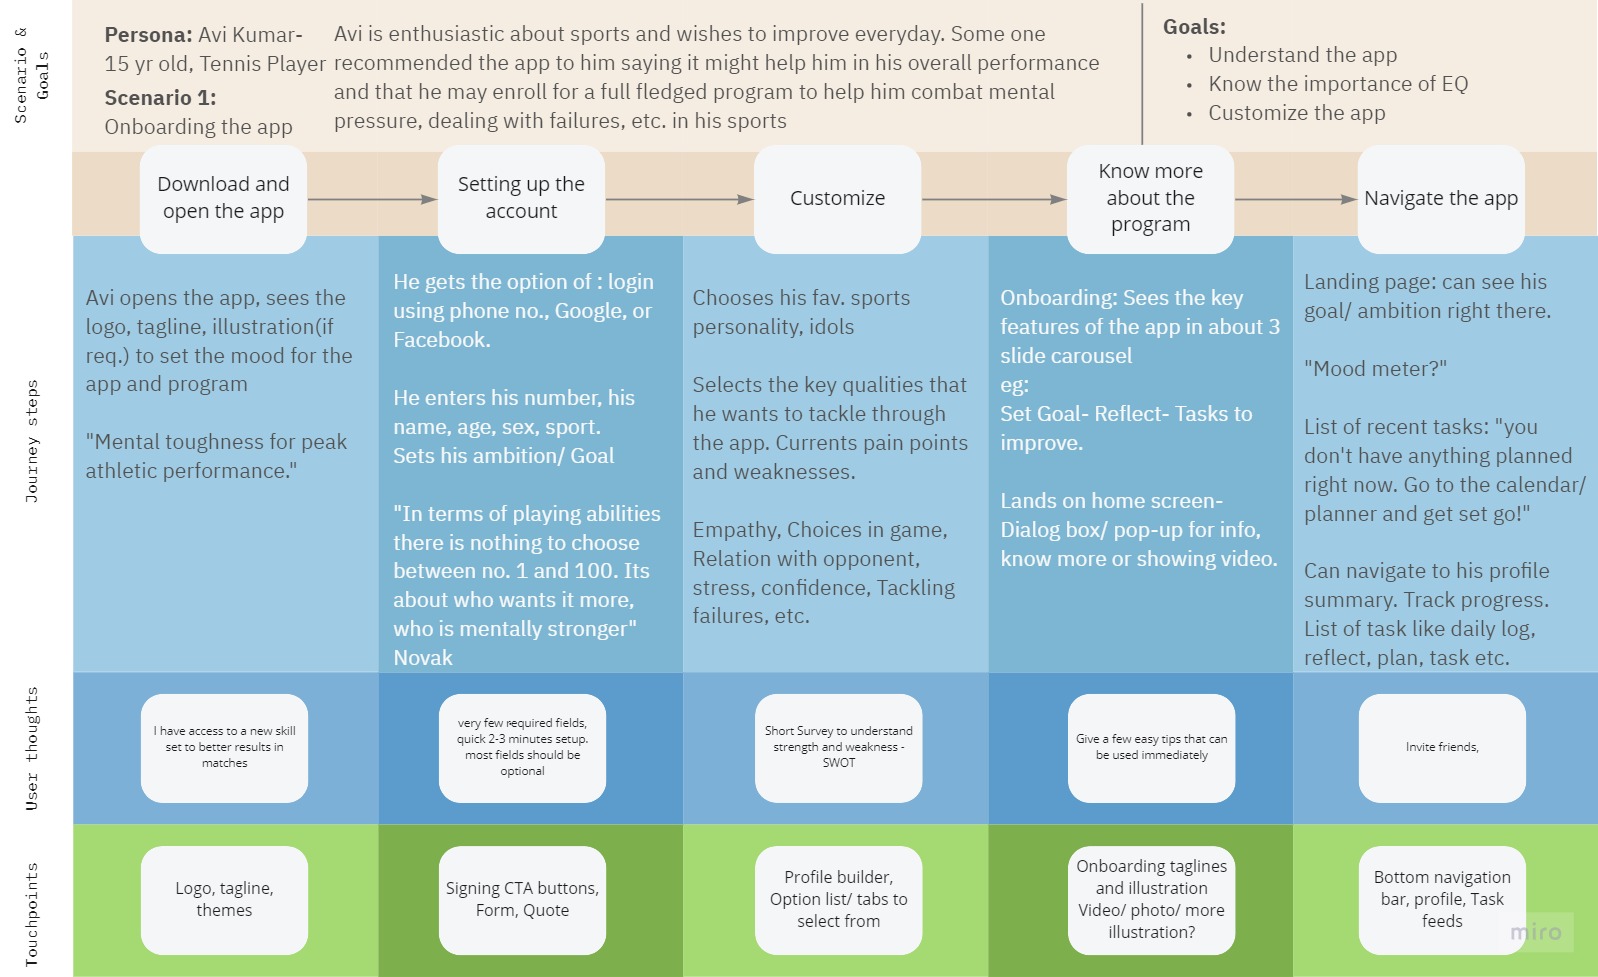 Scenario &
Goals
Persona: Avi Kumar-
15 yr old, Tennis Player
Scenario 1:
Onboarding the app
Avi is enthusiastic about sports and wishes to improve everyday. Some one
recommended the app to him saying it might help him in his overall performance
and that he may enroll for a full fledged program to help him combat mental
pressure, dealing with failures, etc. in his sports
Goals:
• Understand the app
• Know the importance of EQ
• Customize the app
Download and
open the app
Setting up the
account
Customize
Know more
about the
program
Navigate the app
Journey steps
Avi opens the app, sees the
logo, tagline, illustration(if
req.) to set the mood for the
app and program
"Mental toughness for peak
athletic performance."
He gets the option of : login
using phone no., Google, or
Facebook.
He enters his number, his
name, age, sex, sport.
Sets his ambition/ Goal
"In terms of playing abilities
there is nothing to choose
between no. 1 and 100. Its
about who wants it more,
who is mentally stronger"
Novak
Chooses his fav. sports
personality, idols
Selects the key qualities that
he wants to tackle through
the app. Currents pain points
and weaknesses.
Empathy, Choices in game,
Relation with opponent,
stress, confidence, Tackling
failures, etc.
Onboarding: Sees the key
features of the app in about 3
slide carousel
eg:
Set Goal- Reflect- Tasks to
improve.
Lands on home screen-
Dialog box/ pop-up for info,
know more or showing video.
Landing page: can see his
goal/ ambition right there.
"Mood meter?"
List of recent tasks: "you
don't have anything planned
right now. Go to the calendar/
planner and get set go!"
Can navigate to his profile
summary. Track progress.
List of task like daily log,
reflect, plan, task etc.
User thoughts
I have access to a new skill
set to better results in
matches
very few required fields,
quick 2-3 minutes setup.
most fields should be
optional
Short Survey to understand
strength and weakness -
SWOT
Give a few easy tips that can
be used immediately
Invite friends,
Touchpoints
Logo, tagline,
themes
Signing CTA buttons,
Form, Quote
Profile builder,
Option list/ tabs to
select from
Onboarding taglines
and illustration
Video/ photo/ more
illustration?
Bottom navigation
bar, profile, Task
feeds
miro